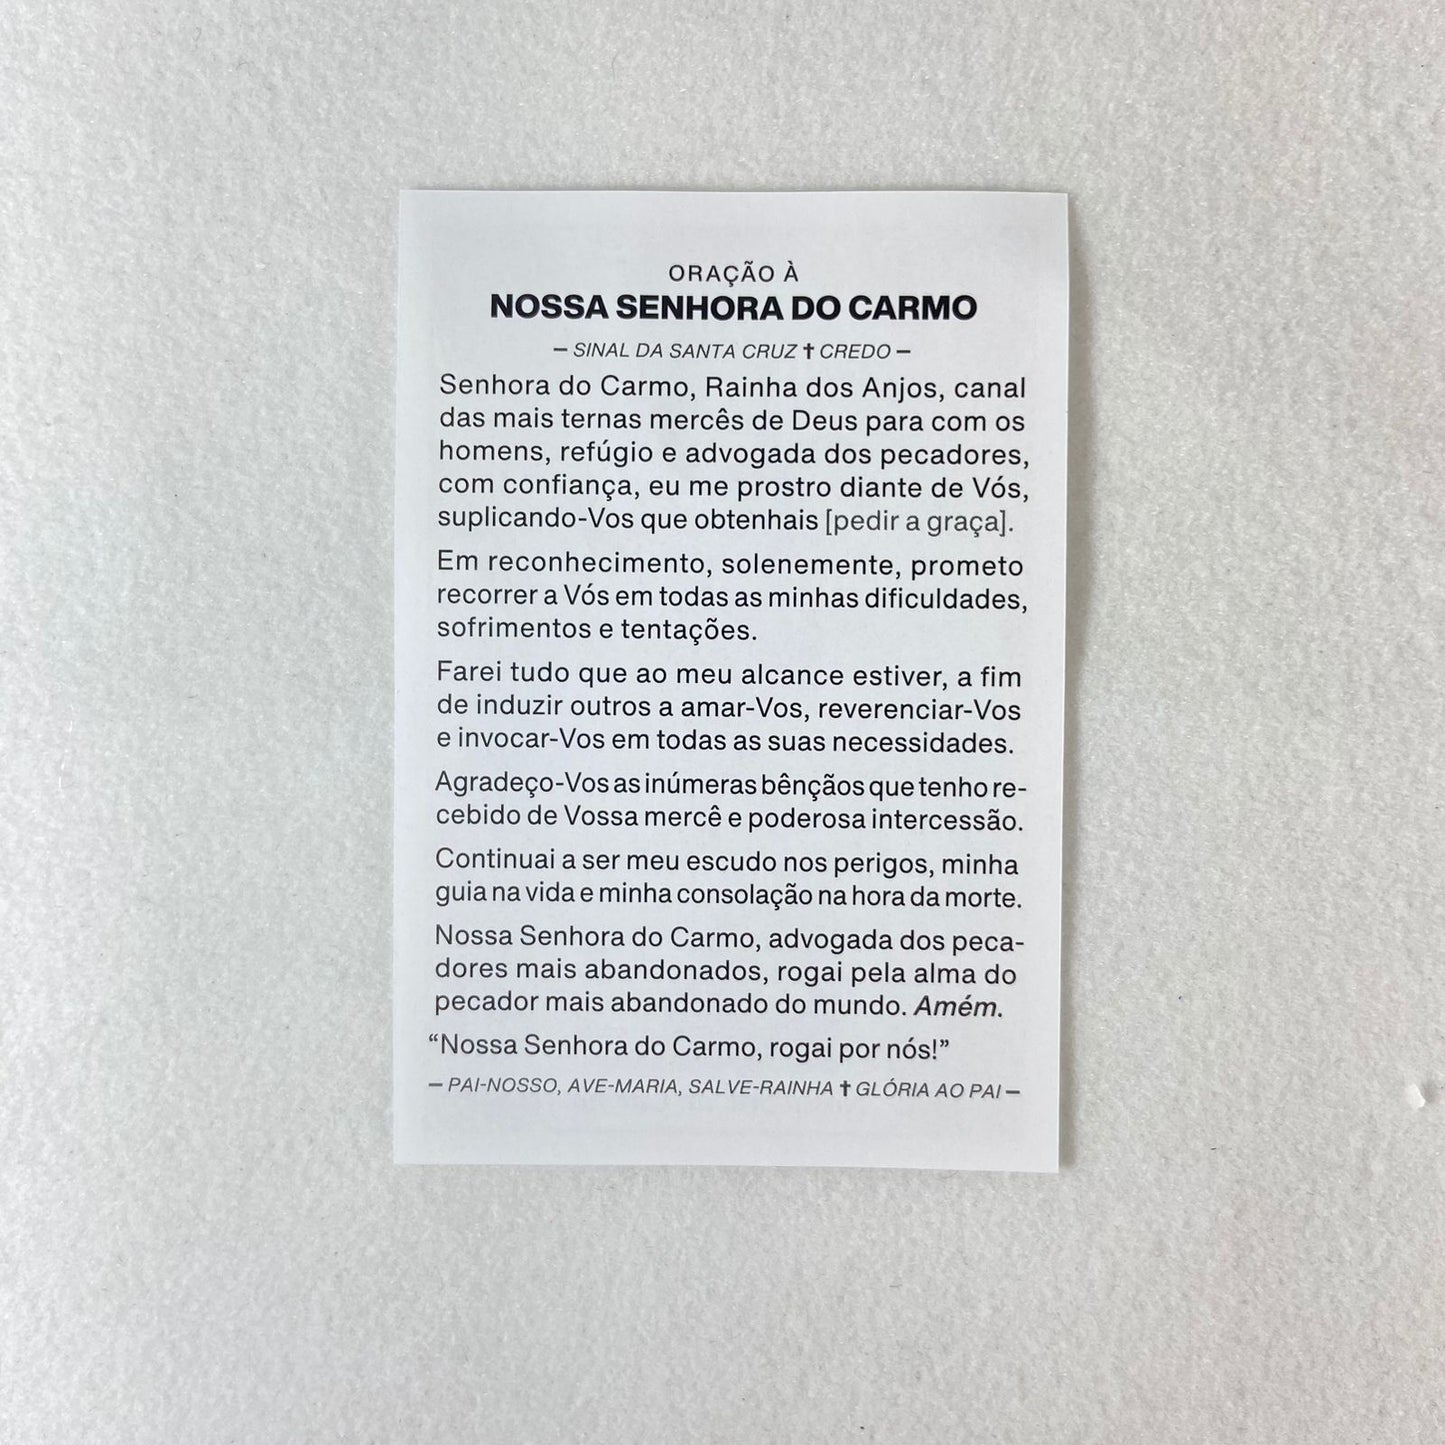 ORAÇÃO À
NOSSA SENHORA DO CARMO
— SINAL DA SANTA CRUZ ✝ CREDO —
Senhora do Carmo, Rainha dos Anjos, canal
das mais ternas mercês de Deus para com os
homens, refúgio e advogada dos pecadores,
com confiança, eu me prostro diante de Vós,
suplicando-Vos que obtenhais [pedir a graça].
Em reconhecimento, solenemente, prometo
recorrer a Vós em todas as minhas dificuldades,
sofrimentos e tentações.
Farei tudo que ao meu alcance estiver, a fim
de induzir outros a amar-Vos, reverenciar-Vos
e invocar-Vos em todas as suas necessidades.
Agradeço-Vos as inúmeras bênçãos que tenho re-
cebido de Vossa mercê e poderosa intercessão.
Continuai a ser meu escudo nos perigos, minha
guia na vida e minha consolação na hora da morte.
Nossa Senhora do Carmo, advogada dos peca-
dores mais abandonados, rogai pela alma do
pecador mais abandonado do mundo. Amém.
“Nossa Senhora do Carmo, rogai por nós!”
— PAI-NOSSO, AVE-MARIA, SALVE-RAINHA ✝ GLÓRIA AO PAI —